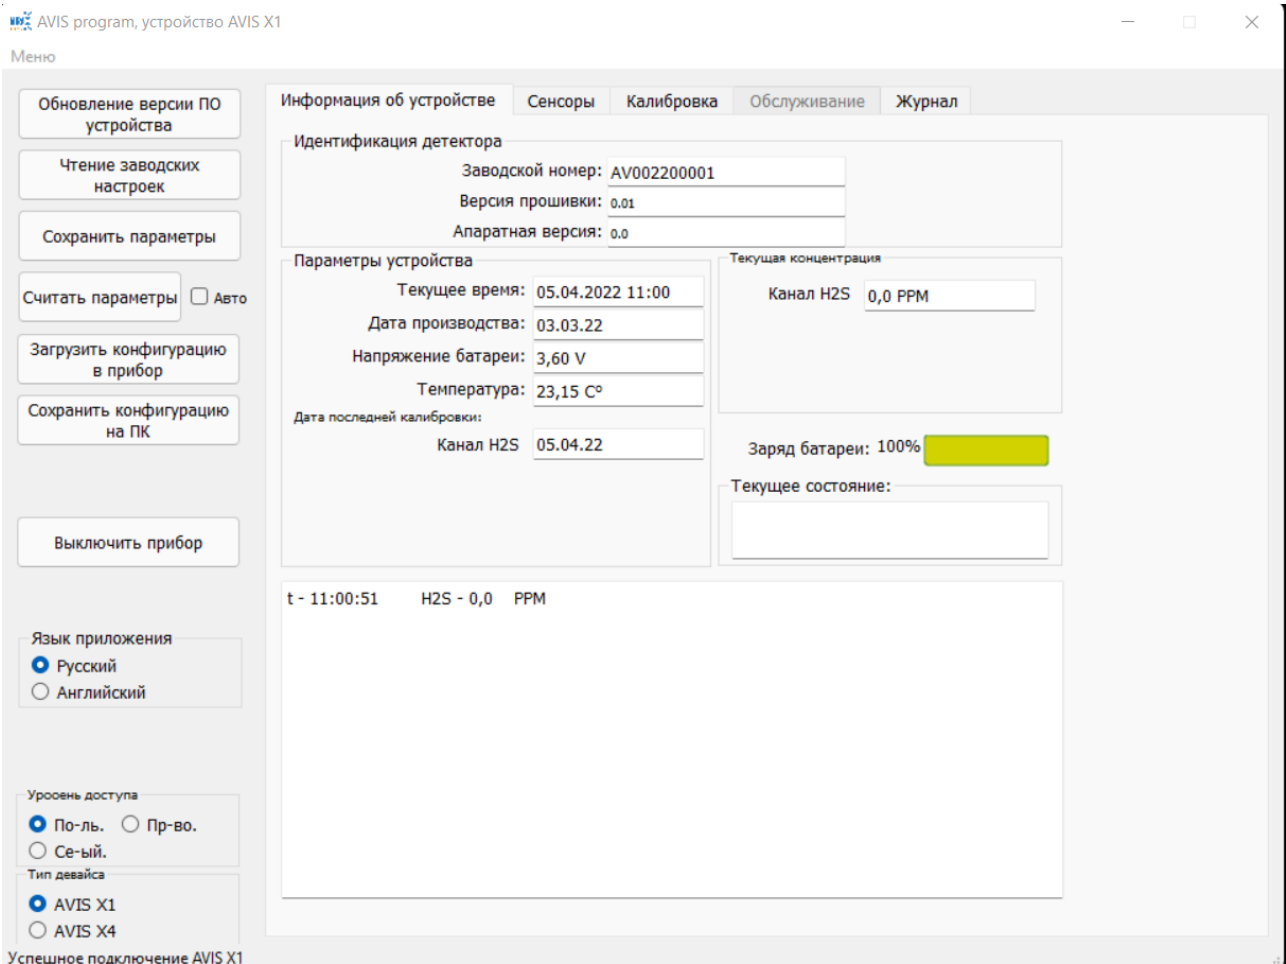 AVIS program, устройство AVIS X1
Меню
Обновление версии ПО
устройства
Чтение заводских
настроек
Сохранить параметры
Считать параметры
Авто
Загрузить конфигурацию
в прибор
Сохранить конфигурацию
на ПК
Выключить прибор
Язык приложения
Русский
Английский
Урооень доступа
По-ль. Пр-во.
Се-ый.
Тип девайса
AVIS X1
AVIS X4
Успешное подключение AVIS X1
Информация об устройстве Сенсоры Калибровка Обслуживание Журнал
Идентификация детектора
Заводской номер: AV002200001
Версия прошивки: 0.01
Апаратная версия: 0.0
Параметры устройства
Текущее время: 05.04.2022 11:00
Дата производства: 03.03.22
Напряжение батареи: 3,60 V
Температура: 23,15 Cº
Дата последней калибровки:
Канал H2S 05.04.22
Текущая концентрация
Канал H2S 0,0 PPM
Заряд батареи: 100%
Текущее состояние:
t - 11:00:51 H2S - 0,0 PPM